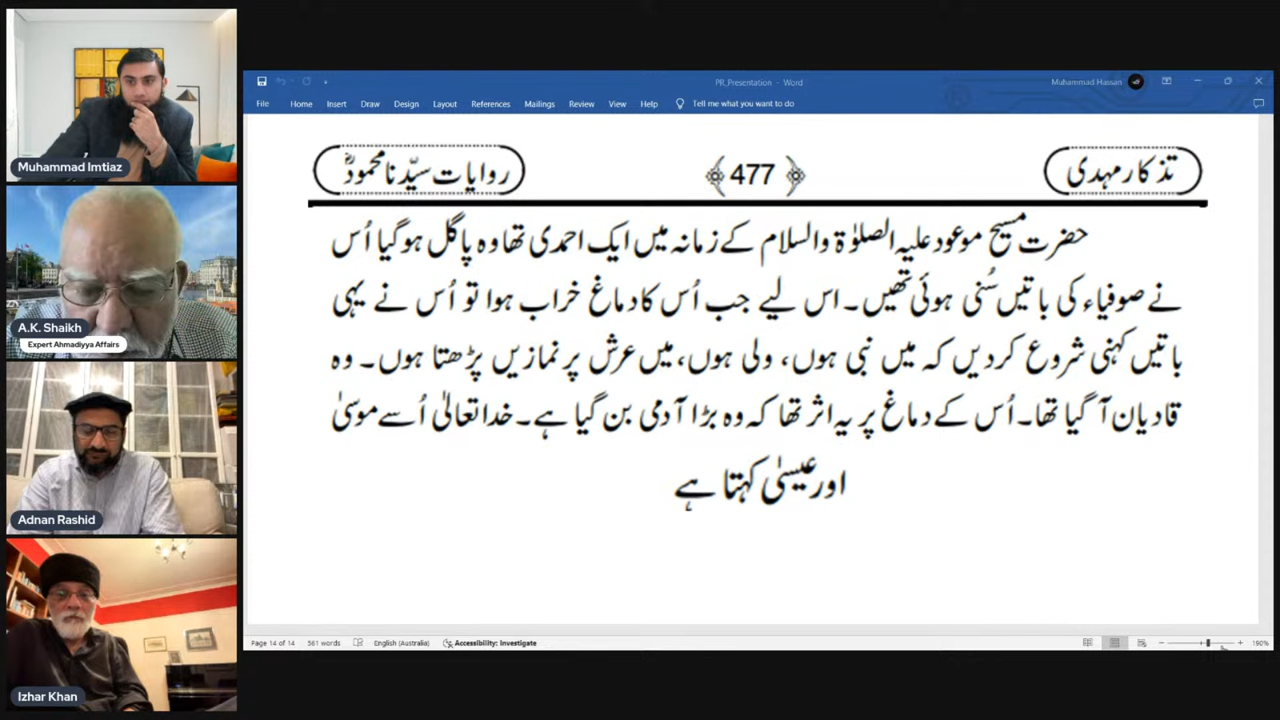 Muhammad Imtiaz
A.K. Shaikh
Expert Ahmadiyya Affairs
Adnan Rashid
Izhar Khan
PR_Presentation - Word
Muhammad Hassan
File Home Insert Draw Design Layout References Mailings Review View Help Tell me what you want to do
تذکار مہدی ﴿477﴾ روایات سیّدنا محمودؓ
حضرت مسیح موعود علیہ الصلوٰۃ والسلام کے زمانہ میں ایک احمدی تھا وہ پاگل ہو گیا اُس
نے صوفیاء کی باتیں سُنی ہوئی تھیں۔ اس لیے جب اُس کا دماغ خراب ہوا تو اُس نے یہی
باتیں کہنی شروع کر دیں کہ میں نبی ہوں، ولی ہوں، میں عرش پر نمازیں پڑھتا ہوں۔ وہ
قادیان آ گیا تھا۔ اُس کے دماغ پر یہ اثر تھا کہ وہ بڑا آدمی بن گیا ہے۔ خدا تعالیٰ اُسے موسیٰ
اور عیسیٰ کہتا ہے
Page 14 of 14 561 words English (Australia) Accessibility: Investigate 190%